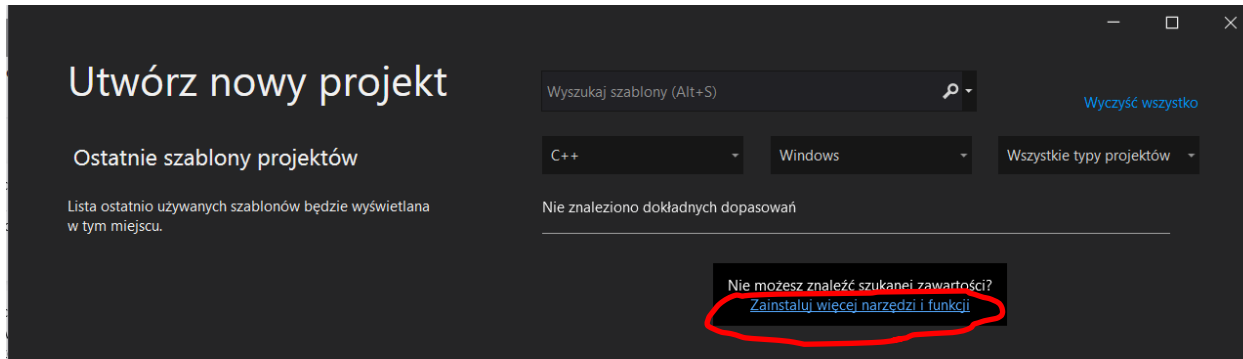 Utwórz nowy projekt
Wyszukaj szablony (Alt+S)
Wyczyść wszystko
Ostatnie szablony projektów
C++
Windows
Wszystkie typy projektów
Lista ostatnio używanych szablonów będzie wyświetlana
w tym miejscu.
Nie znaleziono dokładnych dopasowań
Nie możesz znaleźć szukanej zawartości?
Zainstaluj więcej narzędzi i funkcji